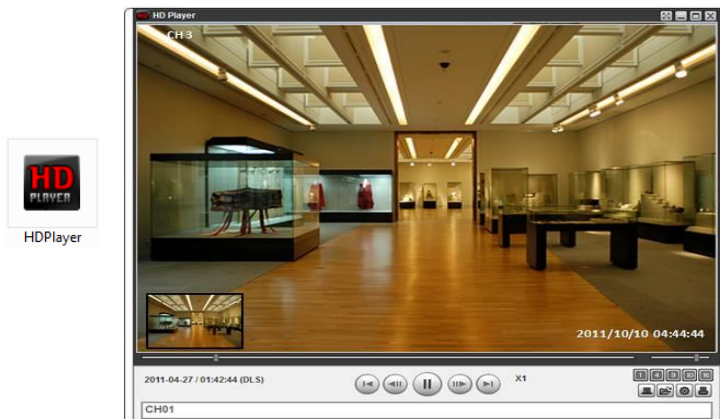 HD Player
CH 3
HD
PLAYER
HDPlayer
2011/10/10 04:44:44
2011-04-27 / 01:42:44 (DLS)
X1
CH01